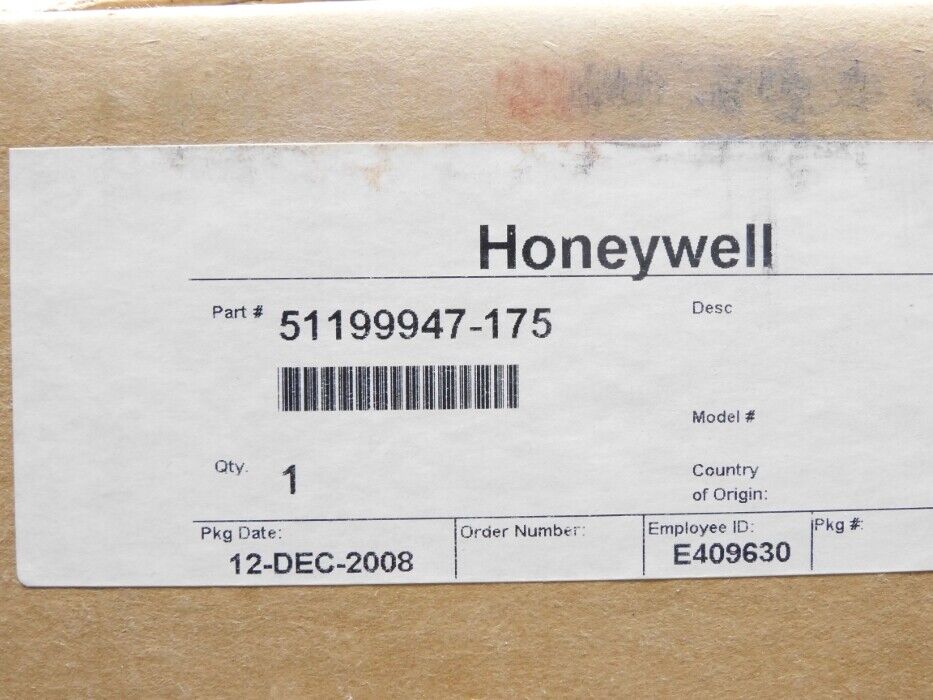 Honeywell
Part # 51199947-175
Desc
Model #
Qty. 1
Country
of Origin:
Pkg Date:
12-DEC-2008
Order Number:
Employee ID:
E409630
Pkg #: